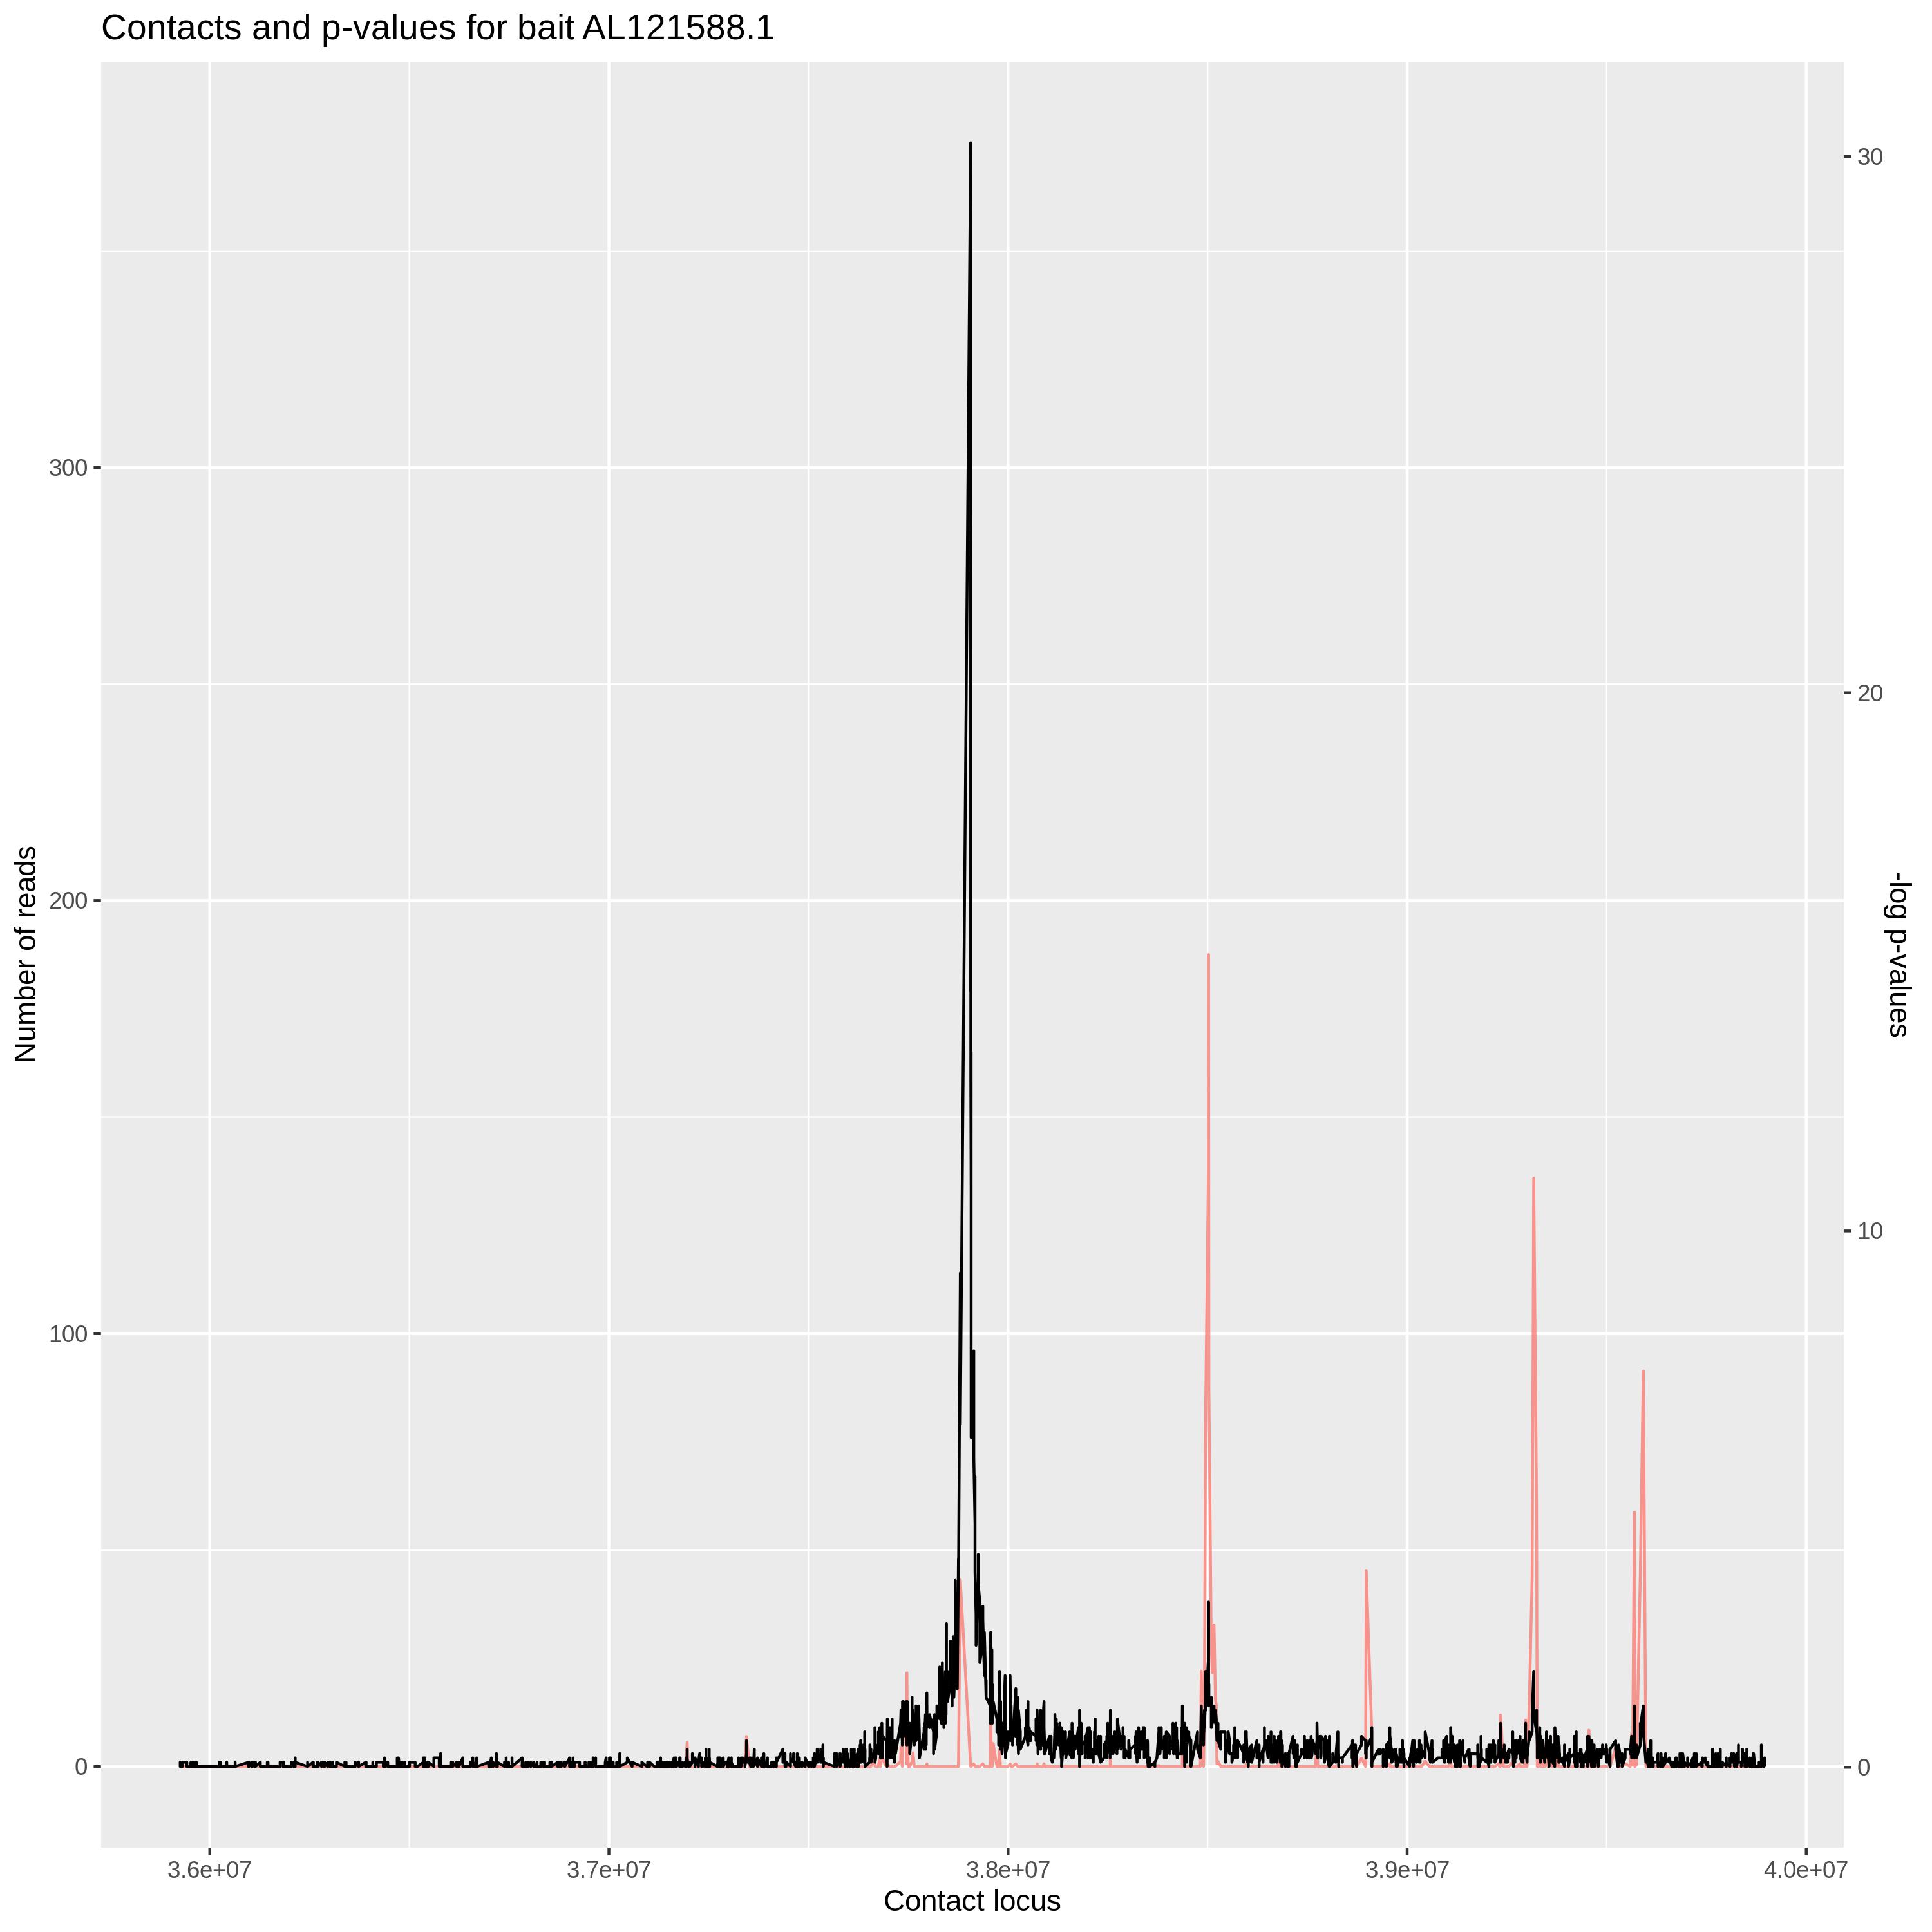 Contacts and p-values for bait AL121588.1
300
200
100
0
Number of reads
30
20
10
0
-log p-values
3.6e+07 3.7e+07 3.8e+07 3.9e+07 4.0e+07
Contact locus